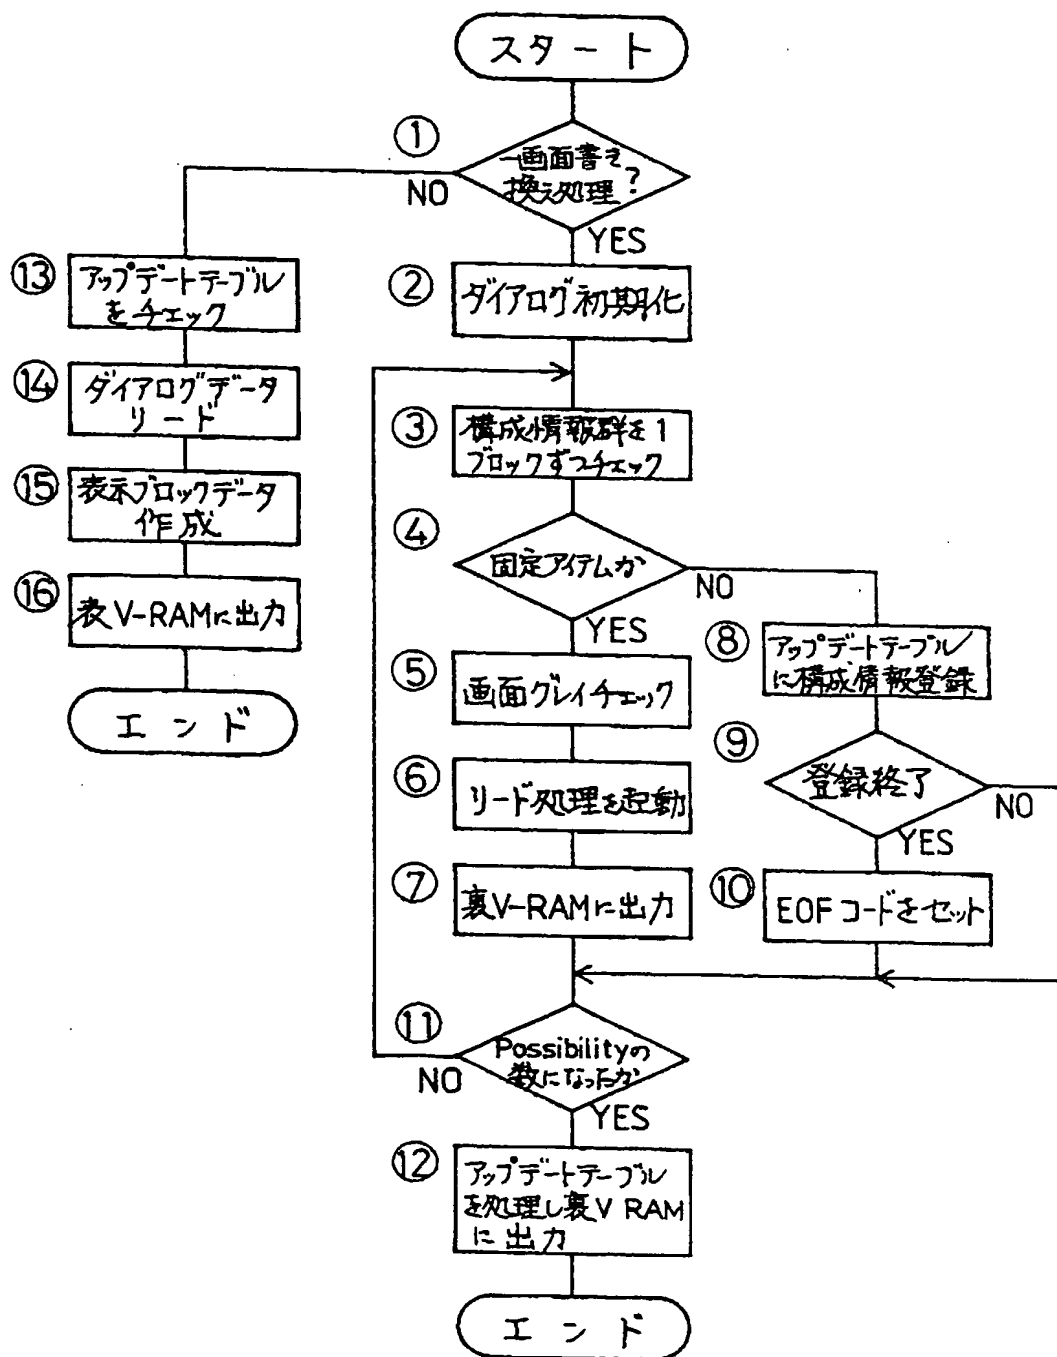 スタート
①
一画面書き
換え処理?
NO
YES
⑬
アップデートテーブル
をチェック
②
ダイアログ初期化
⑭
ダイアログデータ
リード
③
構成情報群を1
ブロックずつチェック
⑮
表示ブロックデータ
作成
④
固定アイテムか
NO
YES
⑯
表V-RAMに出力
⑧
アップデートテーブル
に構成情報登録
⑤
画面グレイチェック
エンド
⑨
登録終了
NO
YES
⑥
リード処理を起動
⑦
裏V-RAMに出力
⑩
EOFコードをセット
⑪
Possibilityの
数になったか
NO
YES
⑫
アップデートテーブル
を処理し裏V RAM
に出力
エンド